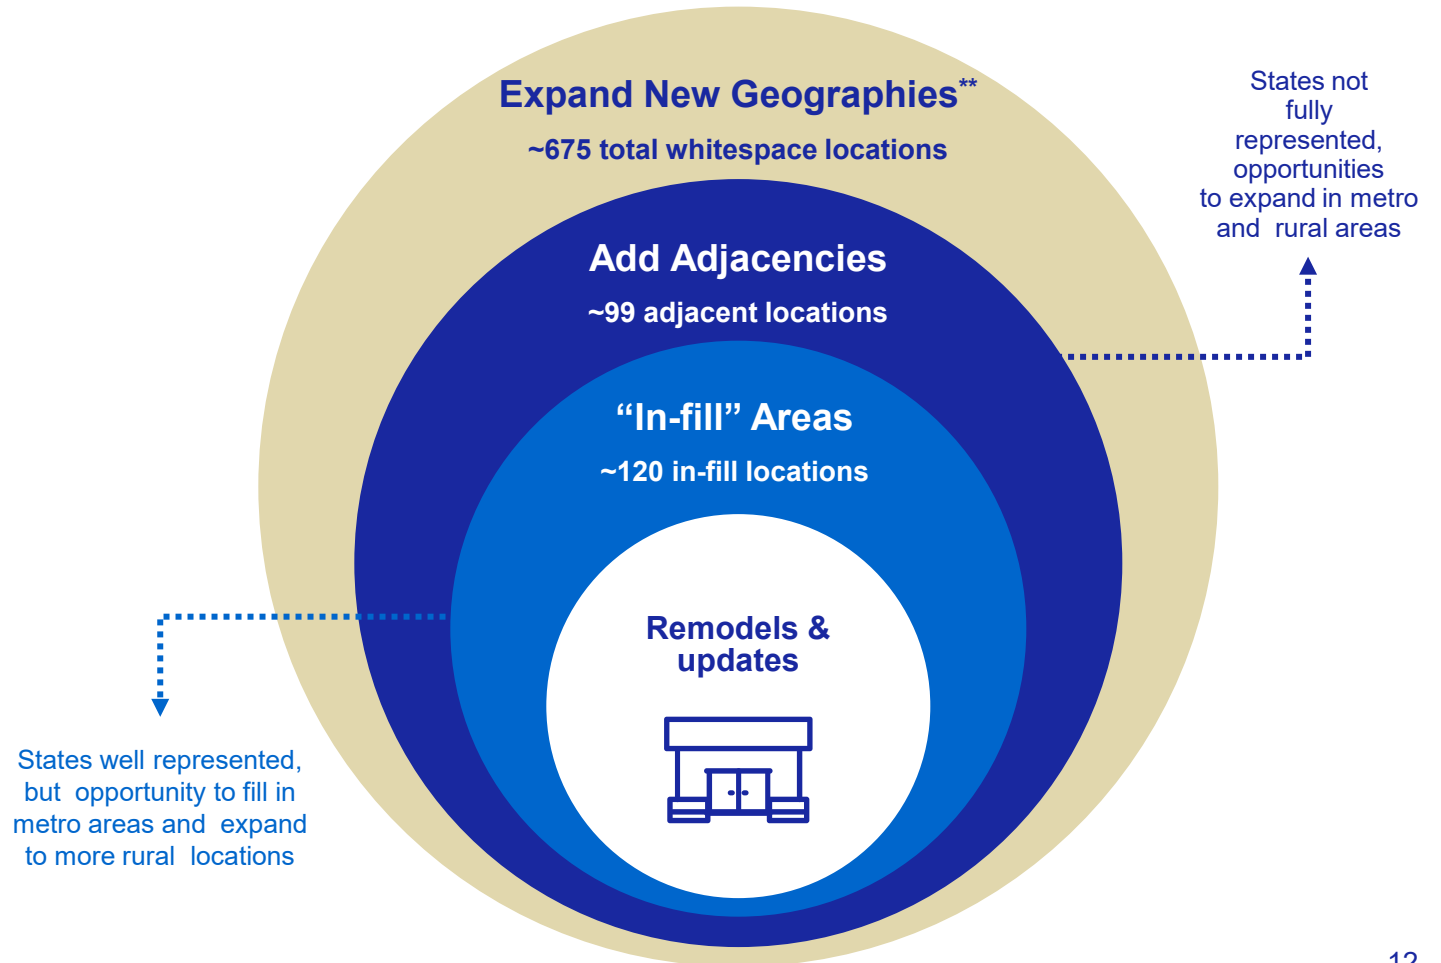 Expand New Geographies**
~675 total whitespace locations
States not
fully
represented,
opportunities
to expand in metro
and rural areas
Add Adjacencies
~99 adjacent locations
“In-fill” Areas
~120 in-fill locations
Remodels &
updates
States well represented,
but opportunity to fill in
metro areas and expand
to more rural locations
12